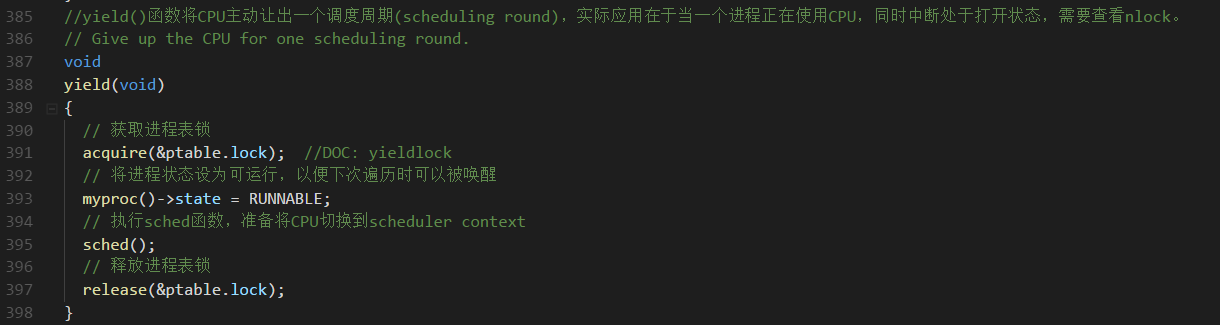 385 //yield()函数将CPU主动让出一个调度周期(scheduling round)，实际应用在于当一个进程正在使用CPU，同时中断处于打开状态，需要查看nlock。
386 // Give up the CPU for one scheduling round.
387 void
388 yield(void)
389 {
390 // 获取进程表锁
391 acquire(&ptable.lock);  //DOC: yieldlock
392 // 将进程状态设为可运行，以便下次遍历时可以被唤醒
393 myproc()->state = RUNNABLE;
394 // 执行sched函数，准备将CPU切换到scheduler context
395 sched();
396 // 释放进程表锁
397 release(&ptable.lock);
398 }